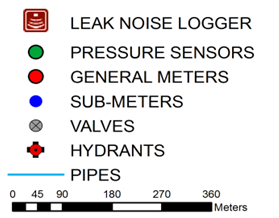 LEAK NOISE LOGGER
PRESSURE SENSORS
GENERAL METERS
SUB-METERS
VALVES
HYDRANTS
PIPES
0 45 90 180 270 360
Meters